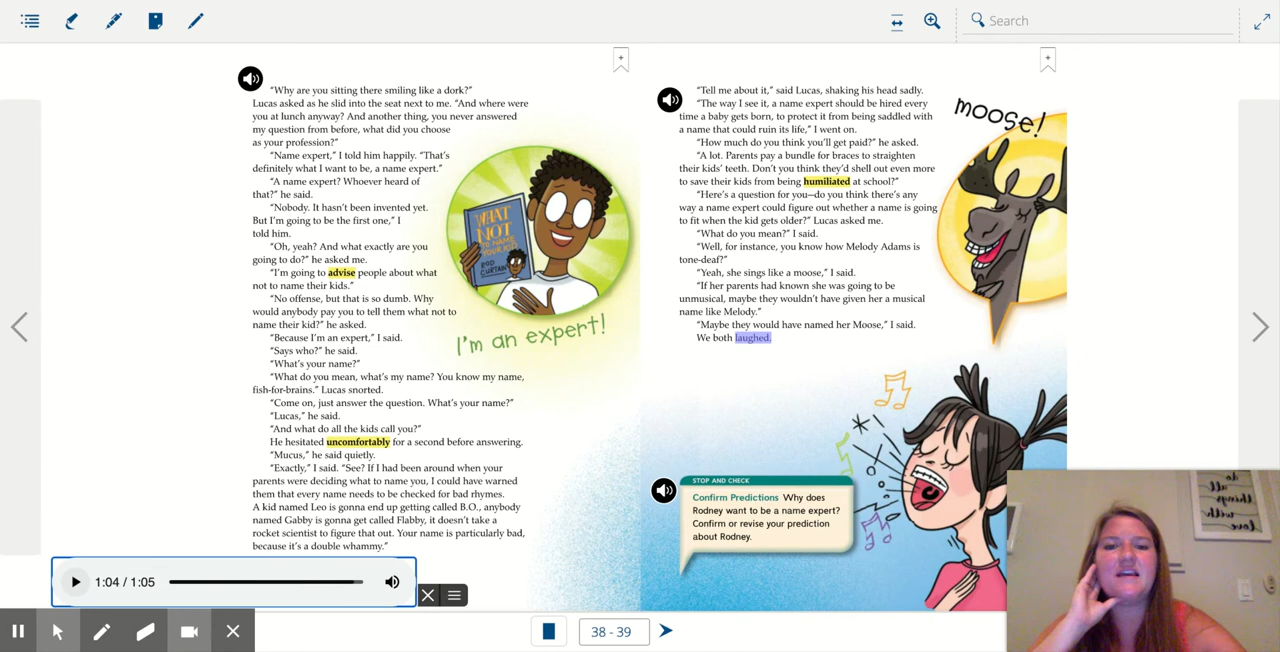 Search
“Why are you sitting there smiling like a dork?”
Lucas asked as he slid into the seat next to me. “And where were
you at lunch anyway? And another thing, you never answered
my question from before, what did you choose
as your profession?”
“Name expert,” I told him happily. “That’s
definitely what I want to be, a name expert.”
“A name expert? Whoever heard of
that?” he said.
“Nobody. It hasn’t been invented yet.
But I’m going to be the first one,” I
told him.
“Oh, yeah? And what exactly are you
going to do?” he asked me.
“I’m going to advise people about what
not to name their kids.”
“No offense, but that is so dumb. Why
would anybody pay you to tell them what not to
name their kid?” he asked.
“Because I’m an expert,” I said.
“Says who?” he said.
“What’s your name?”
“What do you mean, what’s my name? You know my name,
fish-for-brains.” Lucas snorted.
“Come on, just answer the question. What’s your name?”
“Lucas,” he said.
“And what do all the kids call you?”
He hesitated uncomfortably for a second before answering.
“Mucus,” he said quietly.
“Exactly,” I said. “See? If I had been around when your
parents were deciding what to name you, I could have warned
them that every name needs to be checked for bad rhymes.
A kid named Leo is gonna end up getting called B.O., anybody
named Gabby is gonna get called Flabby, it doesn’t take a
rocket scientist to figure that out. Your name is particularly bad,
because it’s a double whammy.”
WHAT
NOT
TO NAME
YOUR KID
ROD
CURTAIN
I’m an expert!
“Tell me about it,” said Lucas, shaking his head sadly.
“The way I see it, a name expert should be hired every
time a baby gets born, to protect it from being saddled with
a name that could ruin its life,” I went on.
“How much do you think you’ll get paid?” he asked.
“A lot. Parents pay a bundle for braces to straighten
their kids’ teeth. Don’t you think they’d shell out even more
to save their kids from being humiliated at school?”
“Here’s a question for you—do you think there’s any
way a name expert could figure out whether a name is going
to fit when the kid gets older?” Lucas asked me.
“What do you mean?” I said.
“Well, for instance, you know how Melody Adams is
tone-deaf?”
“Yeah, she sings like a moose,” I said.
“If her parents had known she was going to be
unmusical, maybe they wouldn’t have given her a musical
name like Melody.”
“Maybe they would have named her Moose,” I said.
We both laughed.
moose!
STOP AND CHECK
Confirm Predictions Why does
Rodney want to be a name expert?
Confirm or revise your prediction
about Rodney.
do
all
things
with
love
1:04 / 1:05
38 - 39